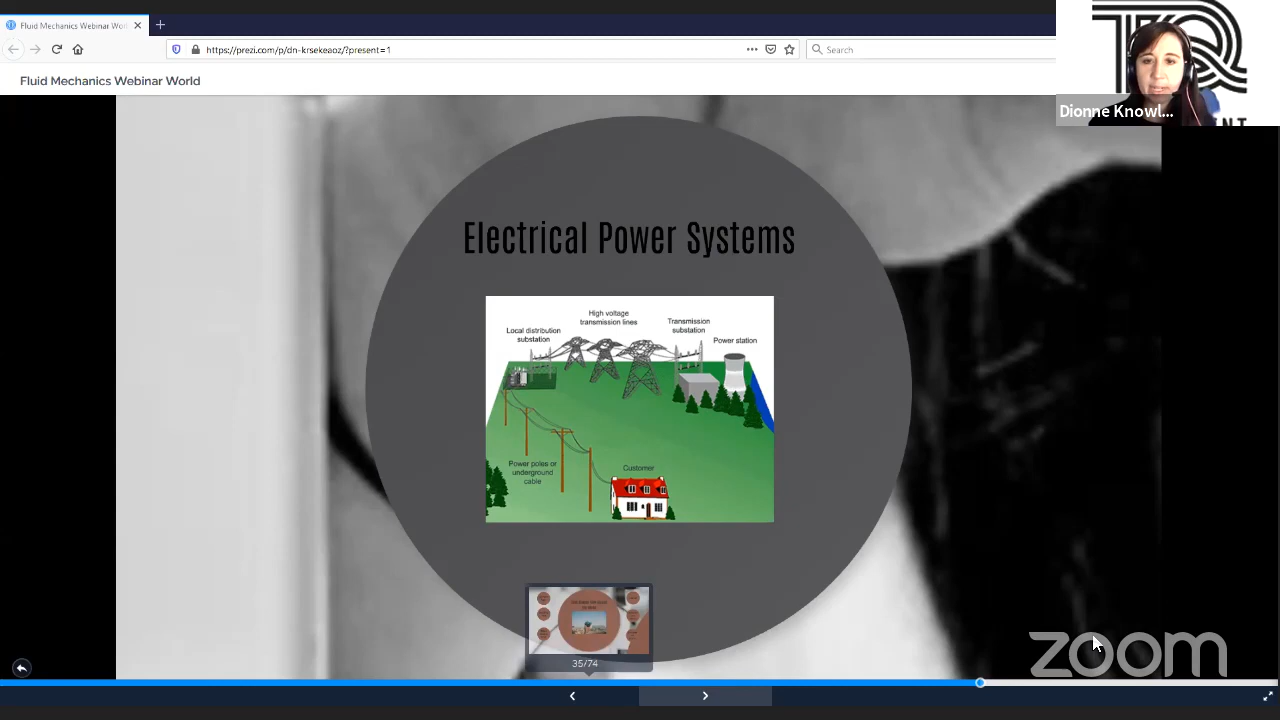 Fluid Mechanics Webinar Worl
https://prezi.com/p/dn-krsekeaoz/?present=1
Search
Fluid Mechanics Webinar World
Dionne Knowl...
Electrical Power Systems
High voltage
transmission lines
Local distribution
substation
Transmission
substation
Power station
Power poles or
underground
cable
Customer
35/74
zoom